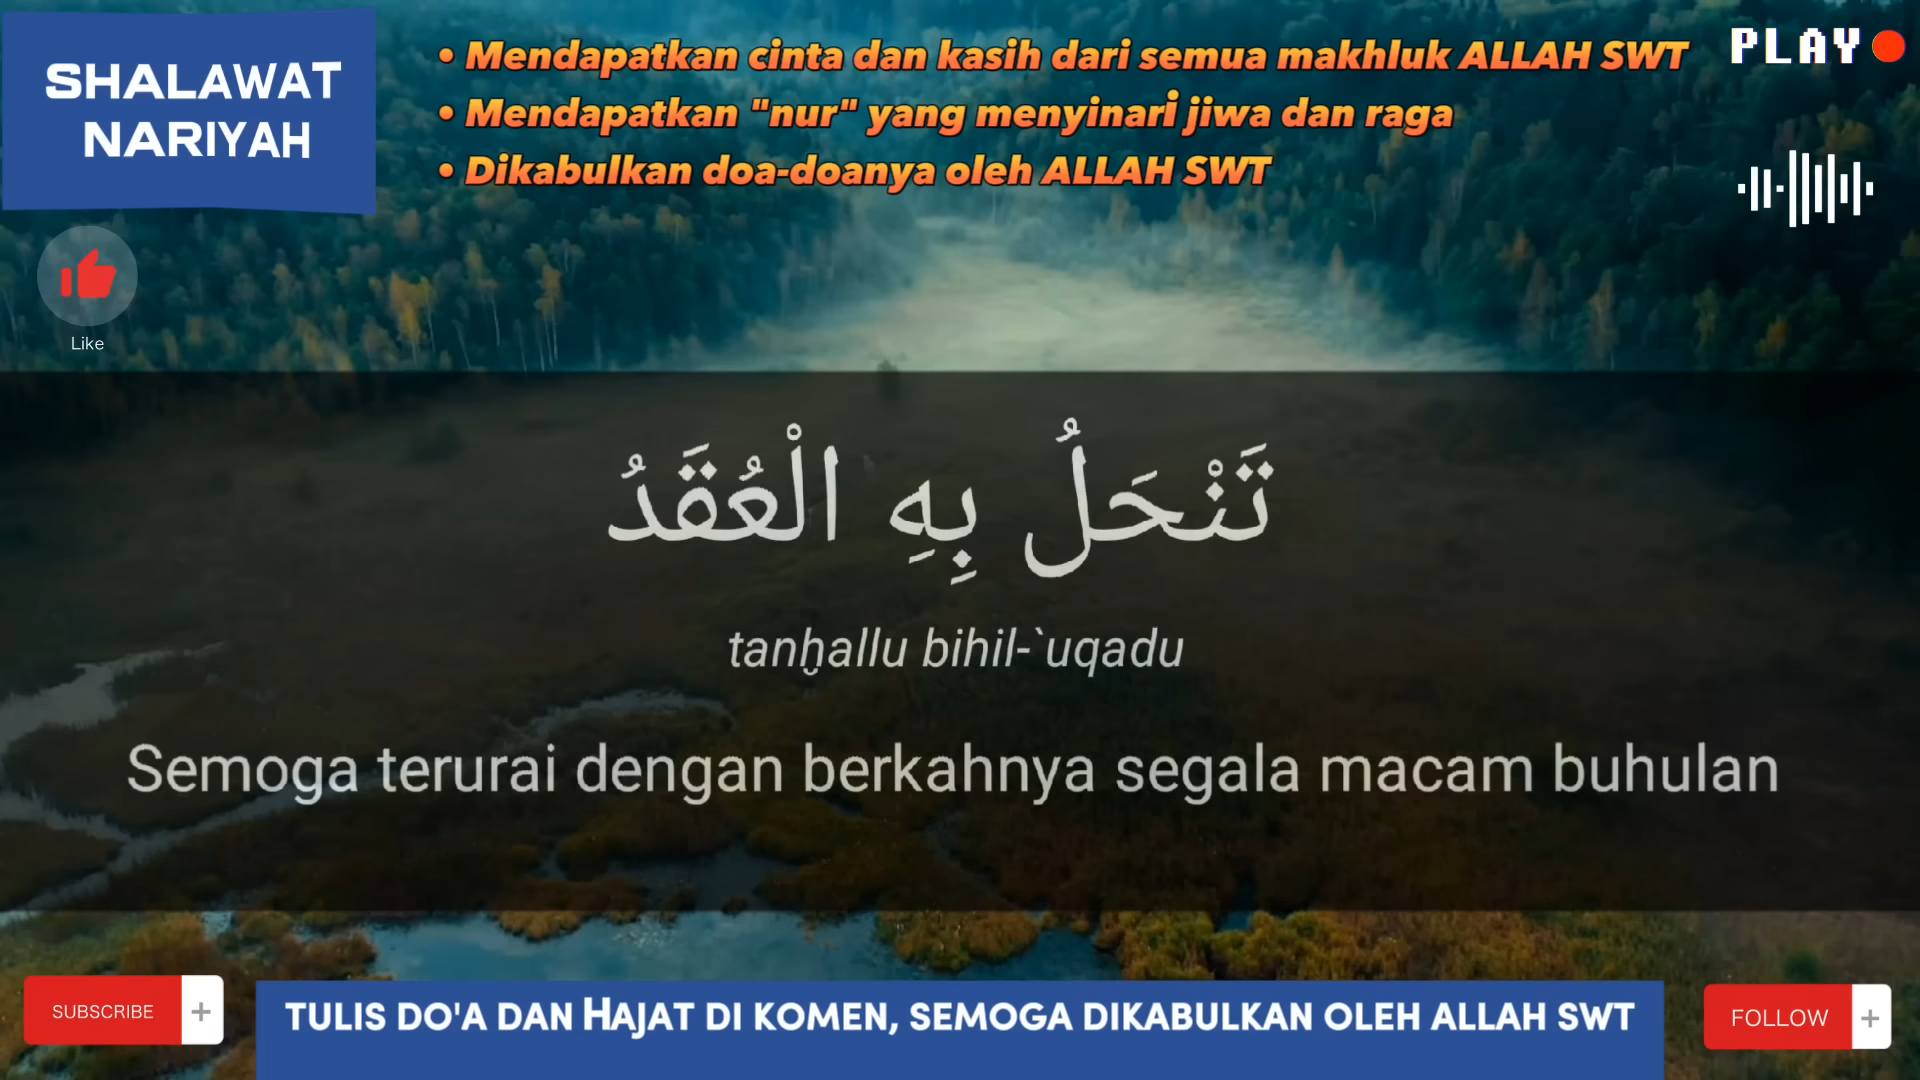 SHALAWAT
NARIYAH
• Mendapatkan cinta dan kasih dari semua makhluk ALLAH SWT
• Mendapatkan "nur" yang menyinari jiwa dan raga
• Dikabulkan doa-doanya oleh ALLAH SWT
PLAY
Like
تَنْحَلُ بِهِ الْعُقَدُ
tanḫallu bihil-`uqadu
Semoga terurai dengan berkahnya segala macam buhulan
SUBSCRIBE +
TULIS DO'A DAN HAJAT DI KOMEN, SEMOGA DIKABULKAN OLEH ALLAH SWT
FOLLOW +